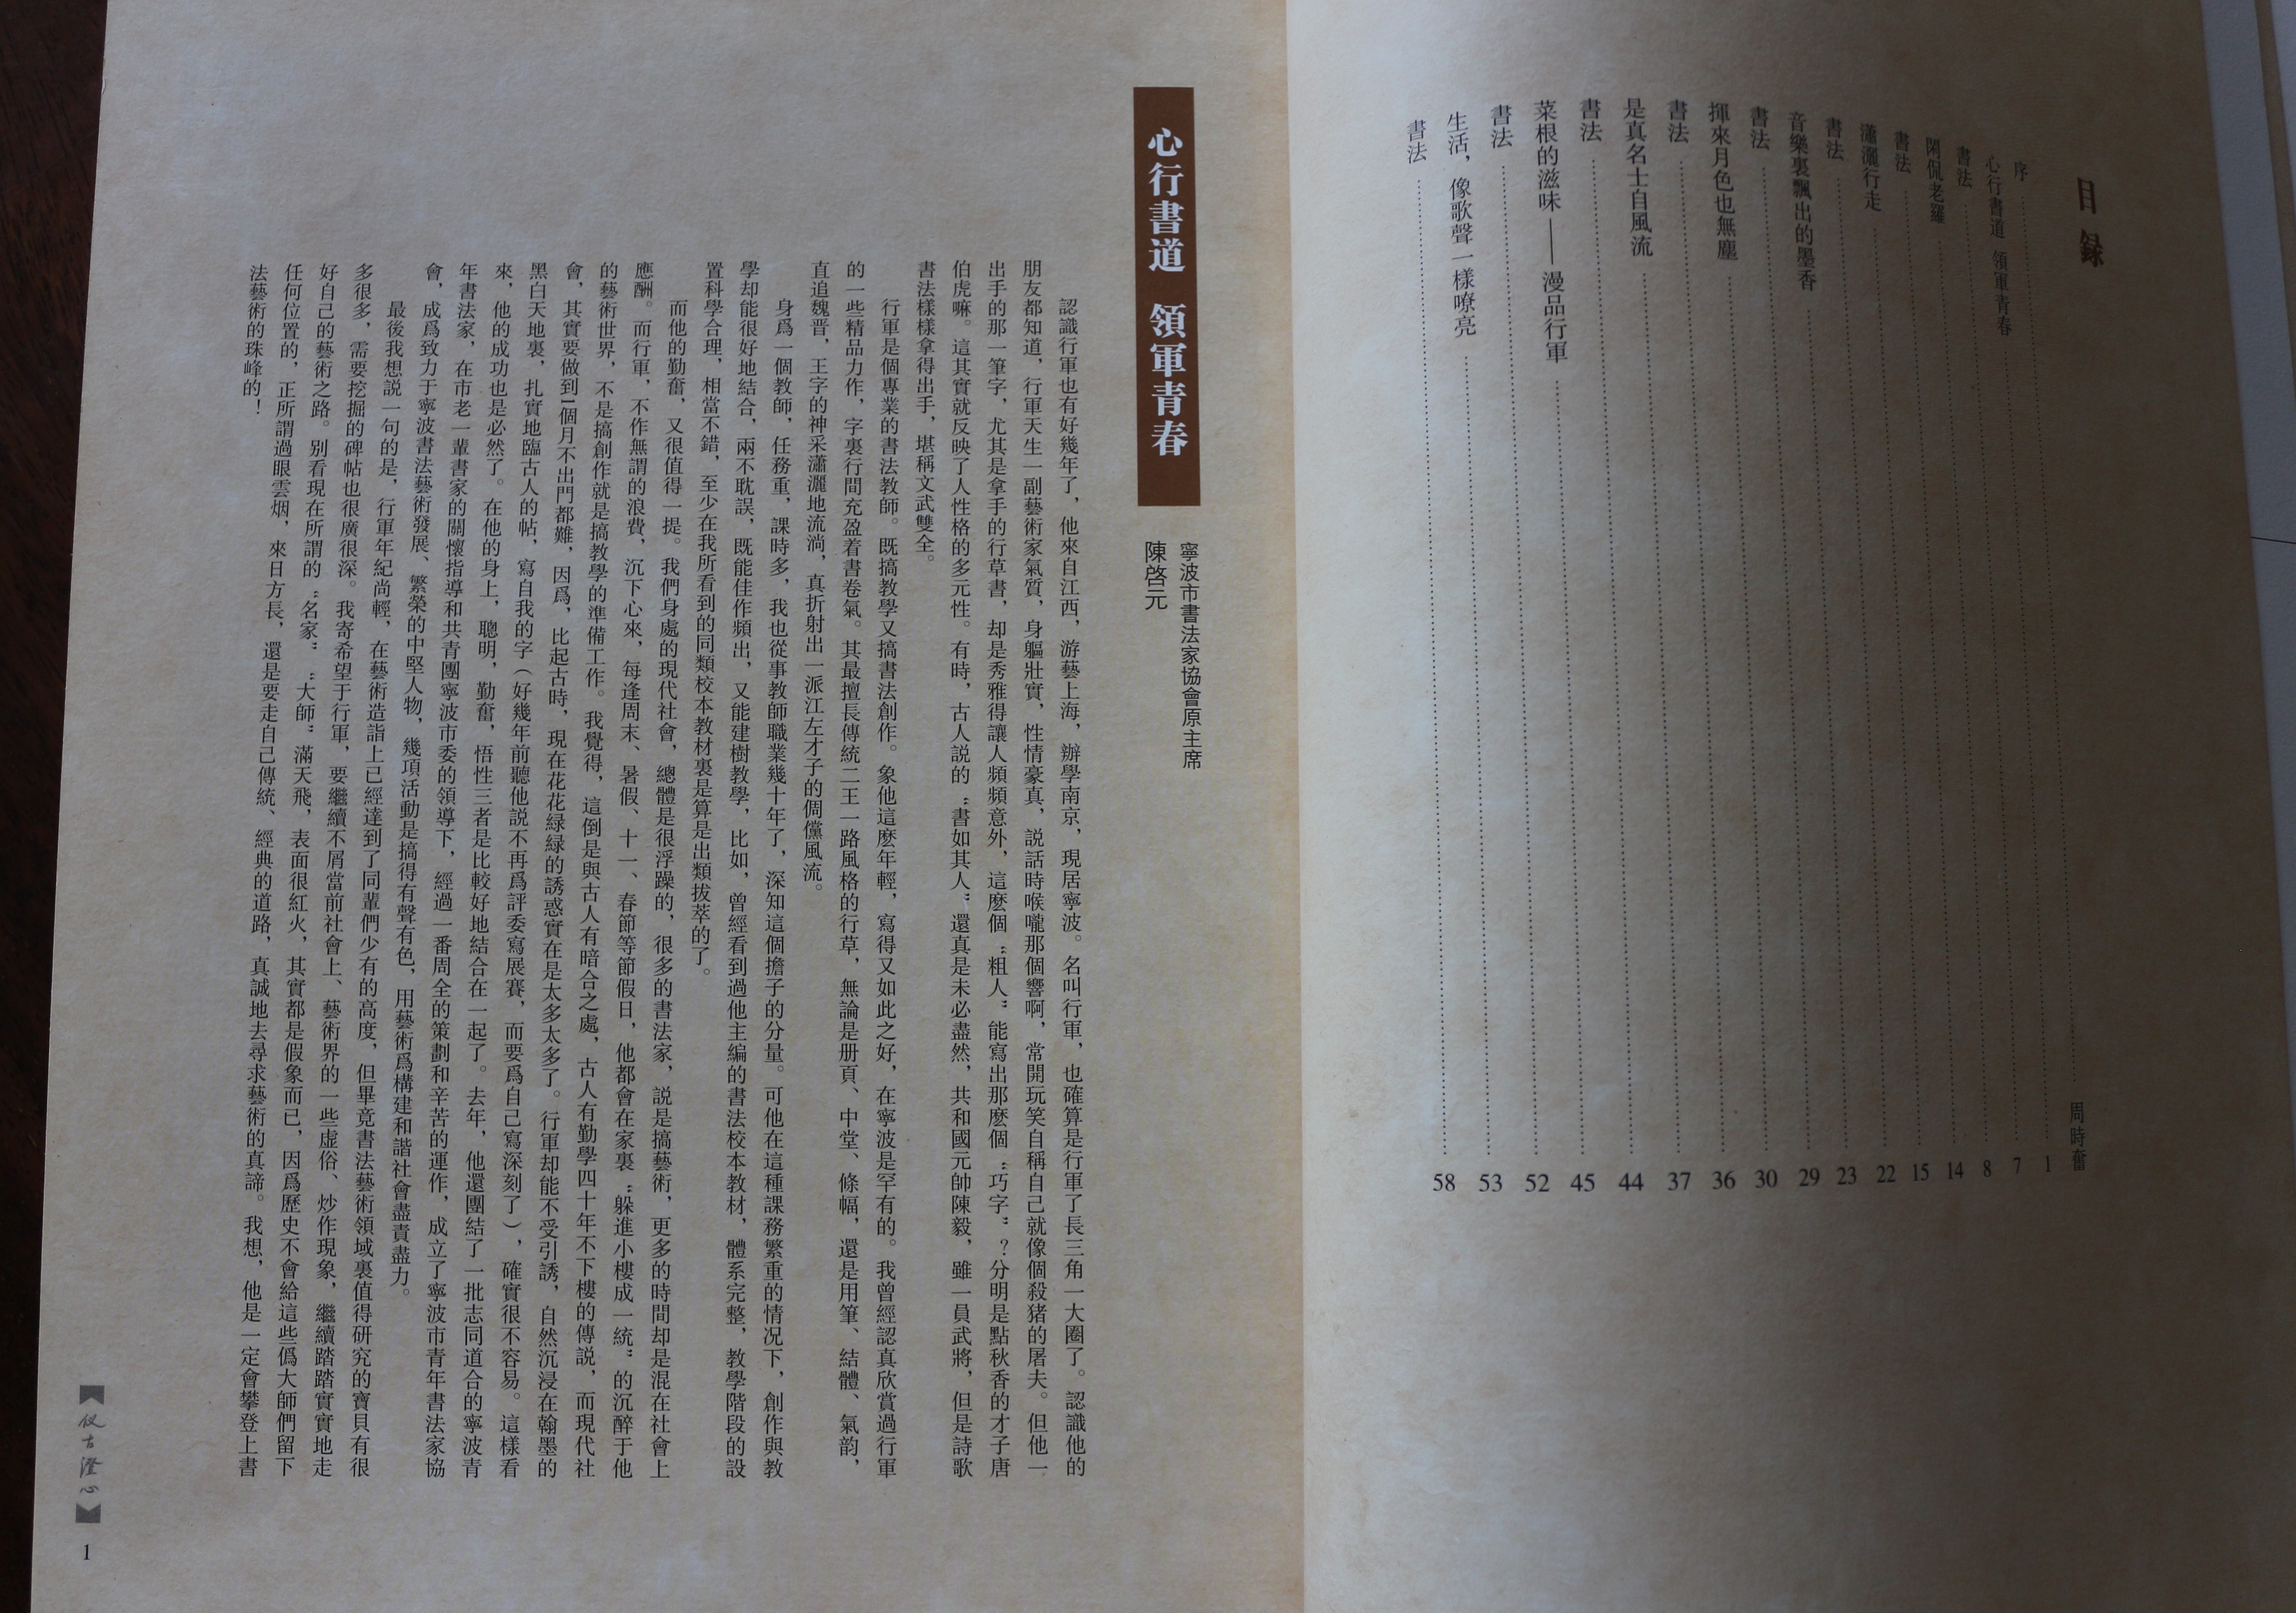 目録
序 周時奮
心行書道 領軍青春 1
書法 7
閑侃老羅 8
書法 14
瀟灑行走 15
書法 22
音樂裏飄出的墨香 23
書法 29
揮來月色也無塵 30
書法 36
是真名士自風流 37
書法 44
菜根的滋味——漫品行軍 45
書法 52
生活，像歌聲一樣嘹亮 53
書法 58
心行書道 領軍青春
寧波市書法家協會原主席
陳啓元
認識行軍也有好幾年了，他來自江西，游藝上海，辦學南京，現居寧波。名叫行軍，也確算是行軍了長三角一大圈了。認識他的
朋友都知道，行軍天生一副藝術家氣質，身軀壯實，性情豪真，説話時喉嚨那個響啊，常開玩笑自稱自己就像個殺猪的屠夫。但他一
出手的那一筆字，尤其是拿手的行草書，却是秀雅得讓人頻頻意外，這麽個“粗人”能寫出那麽個“巧字”？分明是點秋香的才子唐
伯虎嘛。這其實就反映了人性格的多元性。有時，古人説的“書如其人”還真是未必盡然，共和國元帥陳毅，雖一員武將，但是詩歌
書法樣樣拿得出手，堪稱文武雙全。
行軍是個專業的書法教師。既搞教學又搞書法創作。象他這麽年輕，寫得又如此之好，在寧波是罕有的。我曾經認真欣賞過行軍
的一些精品力作，字裏行間充盈着書卷氣。其最擅長傳統二王一路風格的行草，無論是册頁、中堂、條幅，還是用筆、結體、氣韵，
直追魏晋，王字的神采瀟灑地流淌，真折射出一派江左才子的倜儻風流。
身爲一個教師，任務重，課時多，我也從事教師職業幾十年了，深知這個擔子的分量。可他在這種課務繁重的情况下，創作與教
學却能很好地結合，兩不耽誤，既能佳作頻出，又能建樹教學，比如，曾經看到過他主编的書法校本教材，體系完整，教學階段的設
置科學合理，相當不錯，至少在我所看到的同類校本教材裏是算是出類拔萃的了。
而他的勤奮，又很值得一提。我們身處的現代社會，總體是很浮躁的，很多的書法家，説是搞藝術，更多的時間却是混在社會上
應酬。而行軍，不作無謂的浪費，沉下心來，每逢周末、暑假、十一、春節等節假日，他都會在家裏“躲進小樓成一統”的沉醉于他
的藝術世界，不是搞創作就是搞教學的準備工作。我覺得，這倒是與古人有暗合之處，古人有勤學四十年不下樓的傳説，而現代社
會，其實要做到1個月不出門都難，因爲，比起古時，現在花花緑緑的誘惑實在是太多太多了。行軍却能不受引誘，自然沉浸在翰墨的
黑白天地裏，扎實地臨古人的帖，寫自我的字（好幾年前聽他説不再爲評委寫展賽，而要爲自己寫深刻了），確實很不容易。這樣看
來，他的成功也是必然了。在他的身上，聰明，勤奮，悟性三者是比較好地結合在一起了。去年，他還團結了一批志同道合的寧波青
年書法家，在市老一輩書家的關懷指導和共青團寧波市委的領導下，經過一番周全的策劃和辛苦的運作，成立了寧波市青年書法家協
會，成爲致力于寧波書法藝術發展、繁榮的中堅人物，幾項活動是搞得有聲有色，用藝術爲構建和諧社會盡責盡力。
最後我想説一句的是，行軍年紀尚輕，在藝術造詣上已經達到了同輩們少有的高度，但畢竟書法藝術領域裏值得研究的寶貝有很
多很多，需要挖掘的碑帖也很廣很深。我寄希望于行軍，要繼續不屑當前社會上、藝術界的一些虚俗、炒作現象，繼續踏踏實實地走
好自己的藝術之路。别看現在所謂的“名家”“大師”滿天飛，表面很紅火，其實都是假象而已，因爲歷史不會給這些僞大師們留下
任何位置的，正所謂過眼雲烟，來日方長，還是要走自己傳統、經典的道路，真誠地去尋求藝術的真諦。我想，他是一定會攀登上書
法藝術的珠峰的！
仪古澄心
1